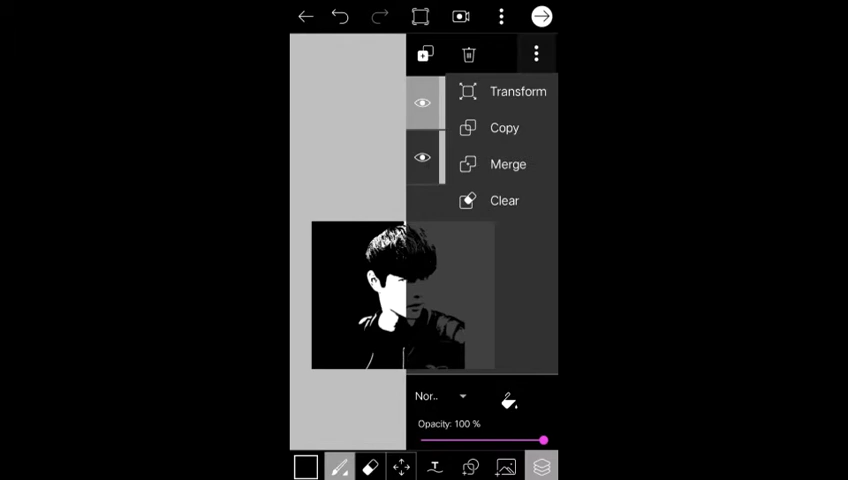 Transform
Copy
Merge
Clear
Nor..
Opacity: 100 %
T